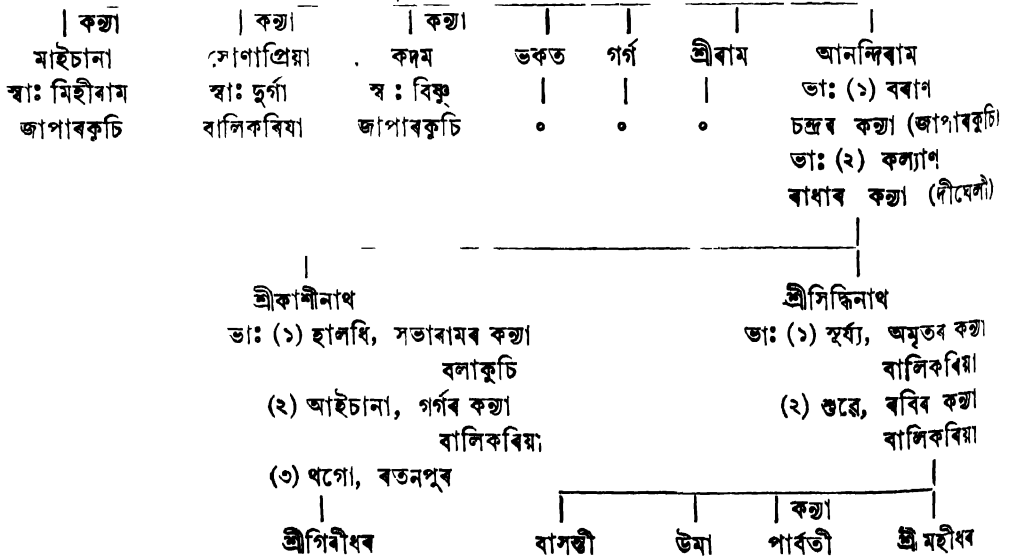 কন্যা কন্যা কন্যা
মাইচানা সোণাপ্রিয়া কদম ভকত গৰ্গ শ্ৰীৰাম আনন্দিৰাম
স্বা: মিহীৰাম স্বা: দুৰ্গা স্ব : বিষ্ণু ভা: (১) বৰাণ
জাপাৰকুচি বালিকৰিযা জাপাৰকুচি চন্দ্ৰৰ কন্যা (জাপাৰকুচি)
ভা: (২) কল্যাণ
ৰাধাৰ কন্যা (দীঘেলী)
শ্ৰীকাশীনাথ শ্ৰীসিদ্ধিনাথ
ভা: (১) হালধি, সভাৰামৰ কন্যা ভা: (১) সূৰ্য্য, অমৃতৰ কন্যা
বলাকুচি বালিকৰিয়া
(২) আইচানা, গৰ্গৰ কন্যা (২) শুৱে, ৰবিৰ কন্যা
বালিকৰিয়া বালিকৰিয়া
(৩) থগো, ৰতনপুৰ
কন্যা
শ্ৰীগিৰীধৰ বাসন্তী উমা পাৰ্বতী শ্ৰী মহীধৰ